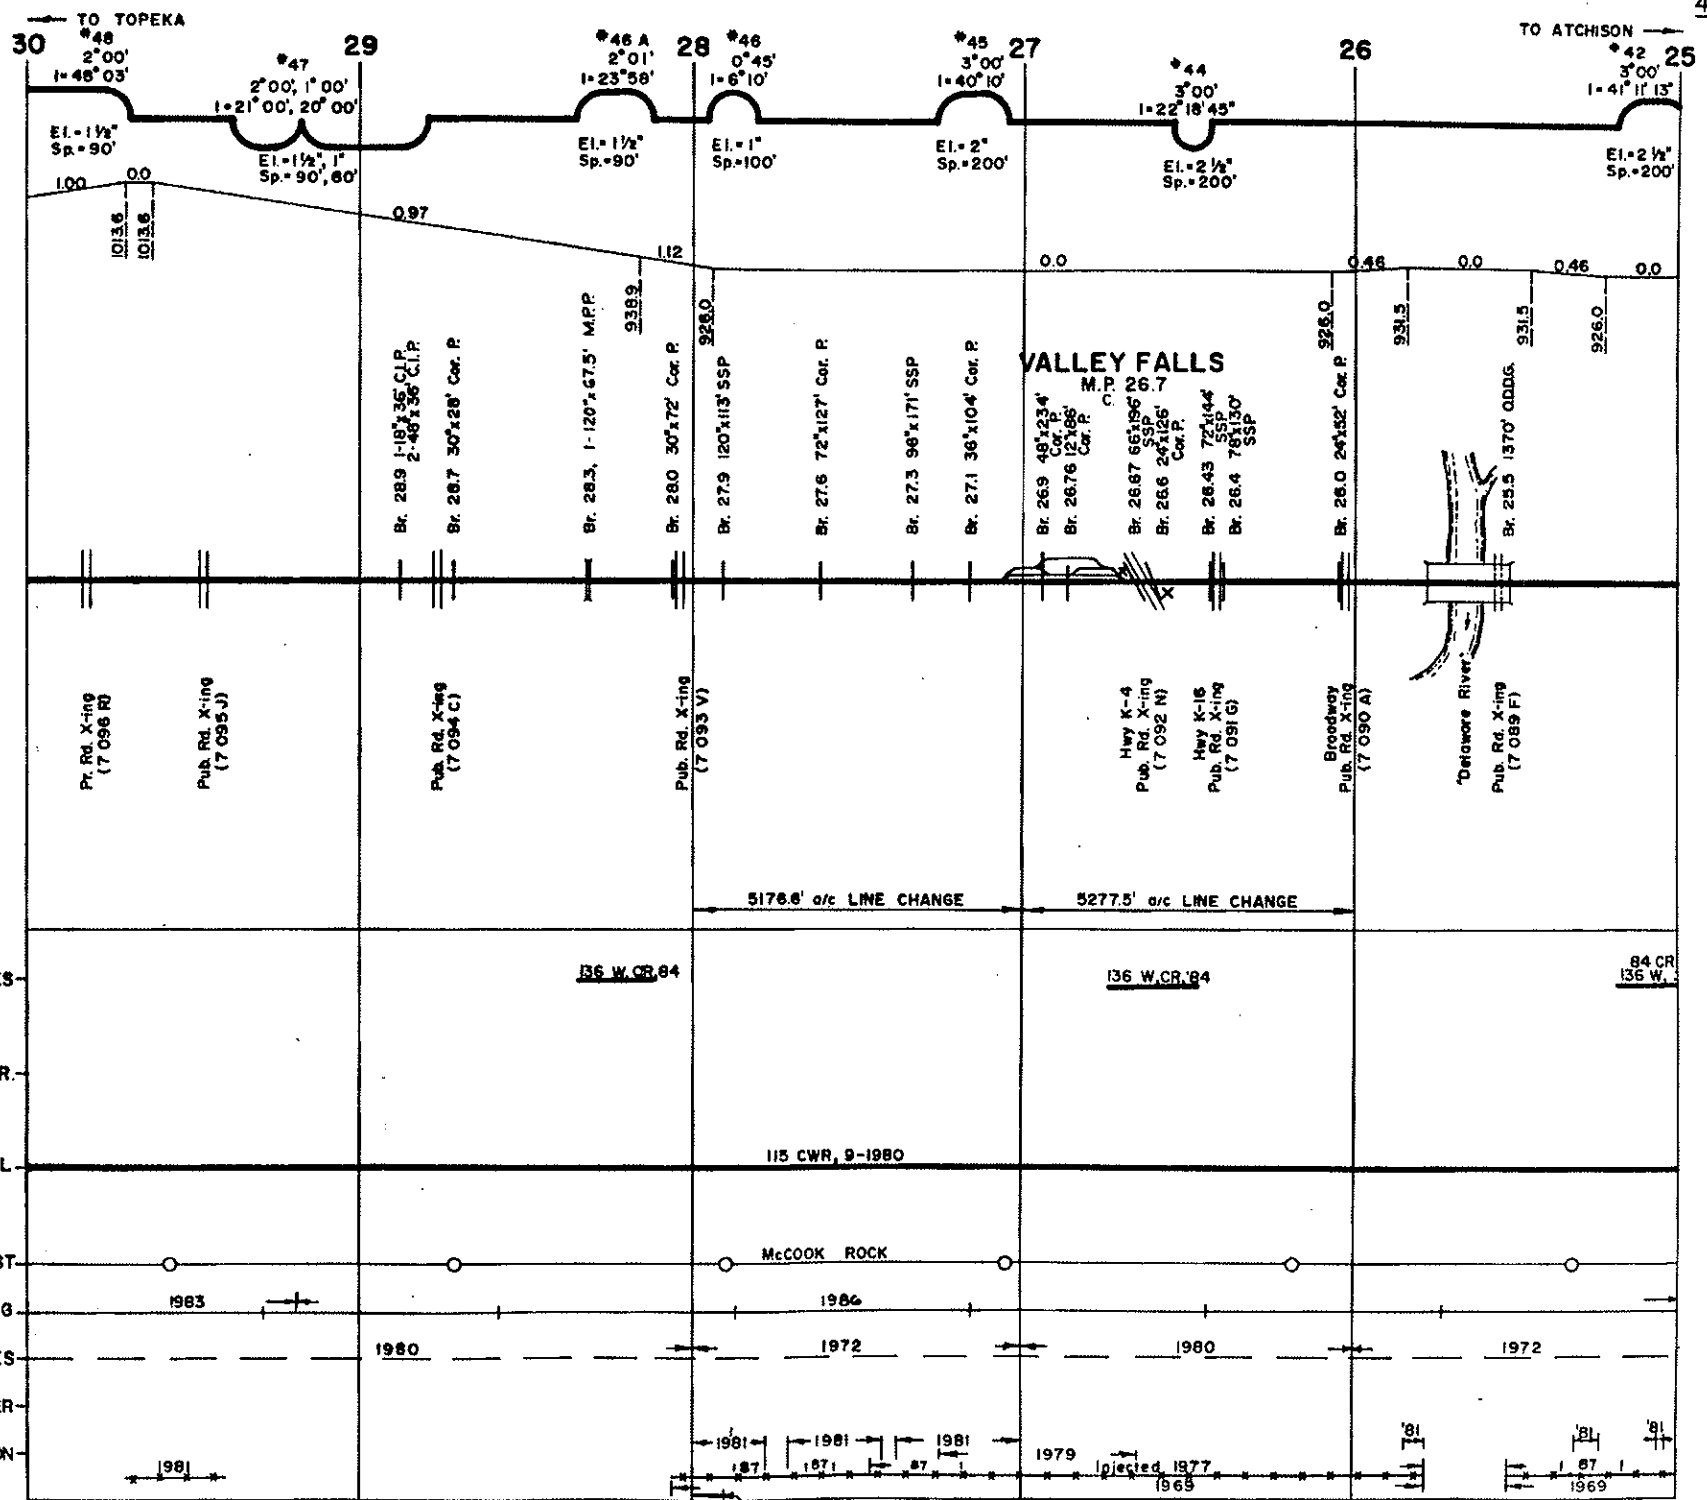 TO TOPEKA
4
TO ATCHISON
30
29
28
27
26
25
#48
2°00'
I=48°03'
El.=1½"
Sp.=90'
#47
2°00', 1°00'
I=21°00', 20°00'
El.=1½", 1"
Sp.=90', 60'
#46 A
2°01'
I=23°58'
El.=1½"
Sp.=90'
#46
0°45'
I=6°10'
El.=1"
Sp.=100'
#45
3°00'
I=40°10'
El.=2"
Sp.=200'
#44
3°00'
I=22°18'45"
El.=2½"
Sp.=200'
#42
3°00'
I=41°11'13"
El.=2½"
Sp.=200'
1.00
0.0
0.97
1.12
0.0
0.46
0.0
0.46
0.0
1013.6
1013.6
938.9
926.0
926.0
931.5
931.5
926.0
VALLEY FALLS
M.P. 26.7
C.
Br. 28.9 1-18"x36' C.I.P.
2-48"x36' C.I.P.
Br. 28.7 30"x28' Cor. P.
Br. 28.3, 1-120"x67.5' M.P.P.
Br. 28.0 30"x72' Cor. P.
Br. 27.9 120"x113' SSP
Br. 27.6 72"x127' Cor. P.
Br. 27.3 96"x171' SSP
Br. 27.1 36"x104' Cor. P.
Br. 26.9 48"x234'
Cor. P.
Br. 26.76 12"x86'
Cor. P.
Br. 26.67 66"x196'
SSP
Br. 26.6 24"x126'
Cor. P.
Br. 26.43 72"x144'
SSP
Br. 26.4 78"x130'
SSP
Br. 26.0 24"x52' Cor. P.
Br. 25.5 1370' O.D.D.G.
Pr. Rd. X-ing
(7 096 R)
Pub. Rd. X-ing
(7 095 J)
Pub. Rd. X-ing
(7 094 C)
Pub. Rd. X-ing
(7 093 V)
Hwy K-4
Pub. Rd. X-ing
(7 092 N)
Hwy K-16
Pub. Rd. X-ing
(7 091 G)
Broadway
Pub. Rd. X-ing
(7 090 A)
"Delaware River"
Pub. Rd. X-ing
(7 089 F)
5176.6' a/c LINE CHANGE
5277.5' a/c LINE CHANGE
ES
136 W, CR, 84
136 W, CR, '84
84 CR
136 W,
R.
L
115 CWR, 9-1980
ST
McCOOK ROCK
G
1983
1986
ES
1980
1972
1980
1972
ER
ON
1981
1981
1981
1981
1979
'81
'81
'81
'87
'87
87
Injected 1977
1969
87
1969